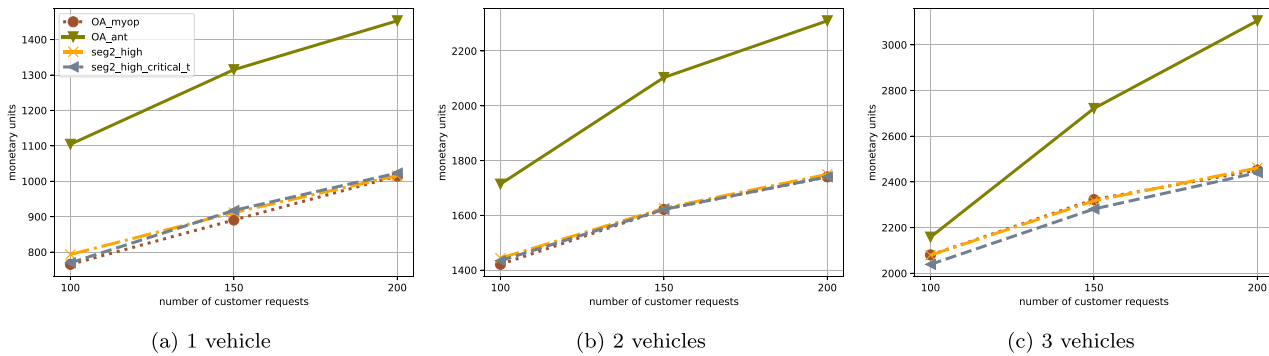 OA_myop
OA_ant
seg2_high
seg2_high_critical_t
monetary units
1400
1300
1200
1100
1000
900
800
100
150
200
number of customer requests
(a) 1 vehicle
monetary units
2200
2000
1800
1600
1400
100
150
200
number of customer requests
(b) 2 vehicles
monetary units
3000
2800
2600
2400
2200
2000
100
150
200
number of customer requests
(c) 3 vehicles